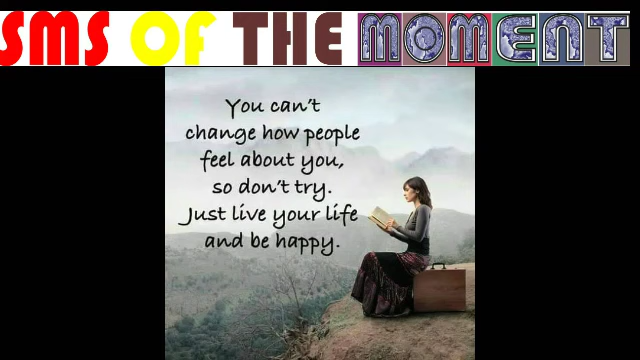 SMS OF THE MOMENT
You can't
change how people
feel about you,
so don't try.
Just live your life
and be happy.